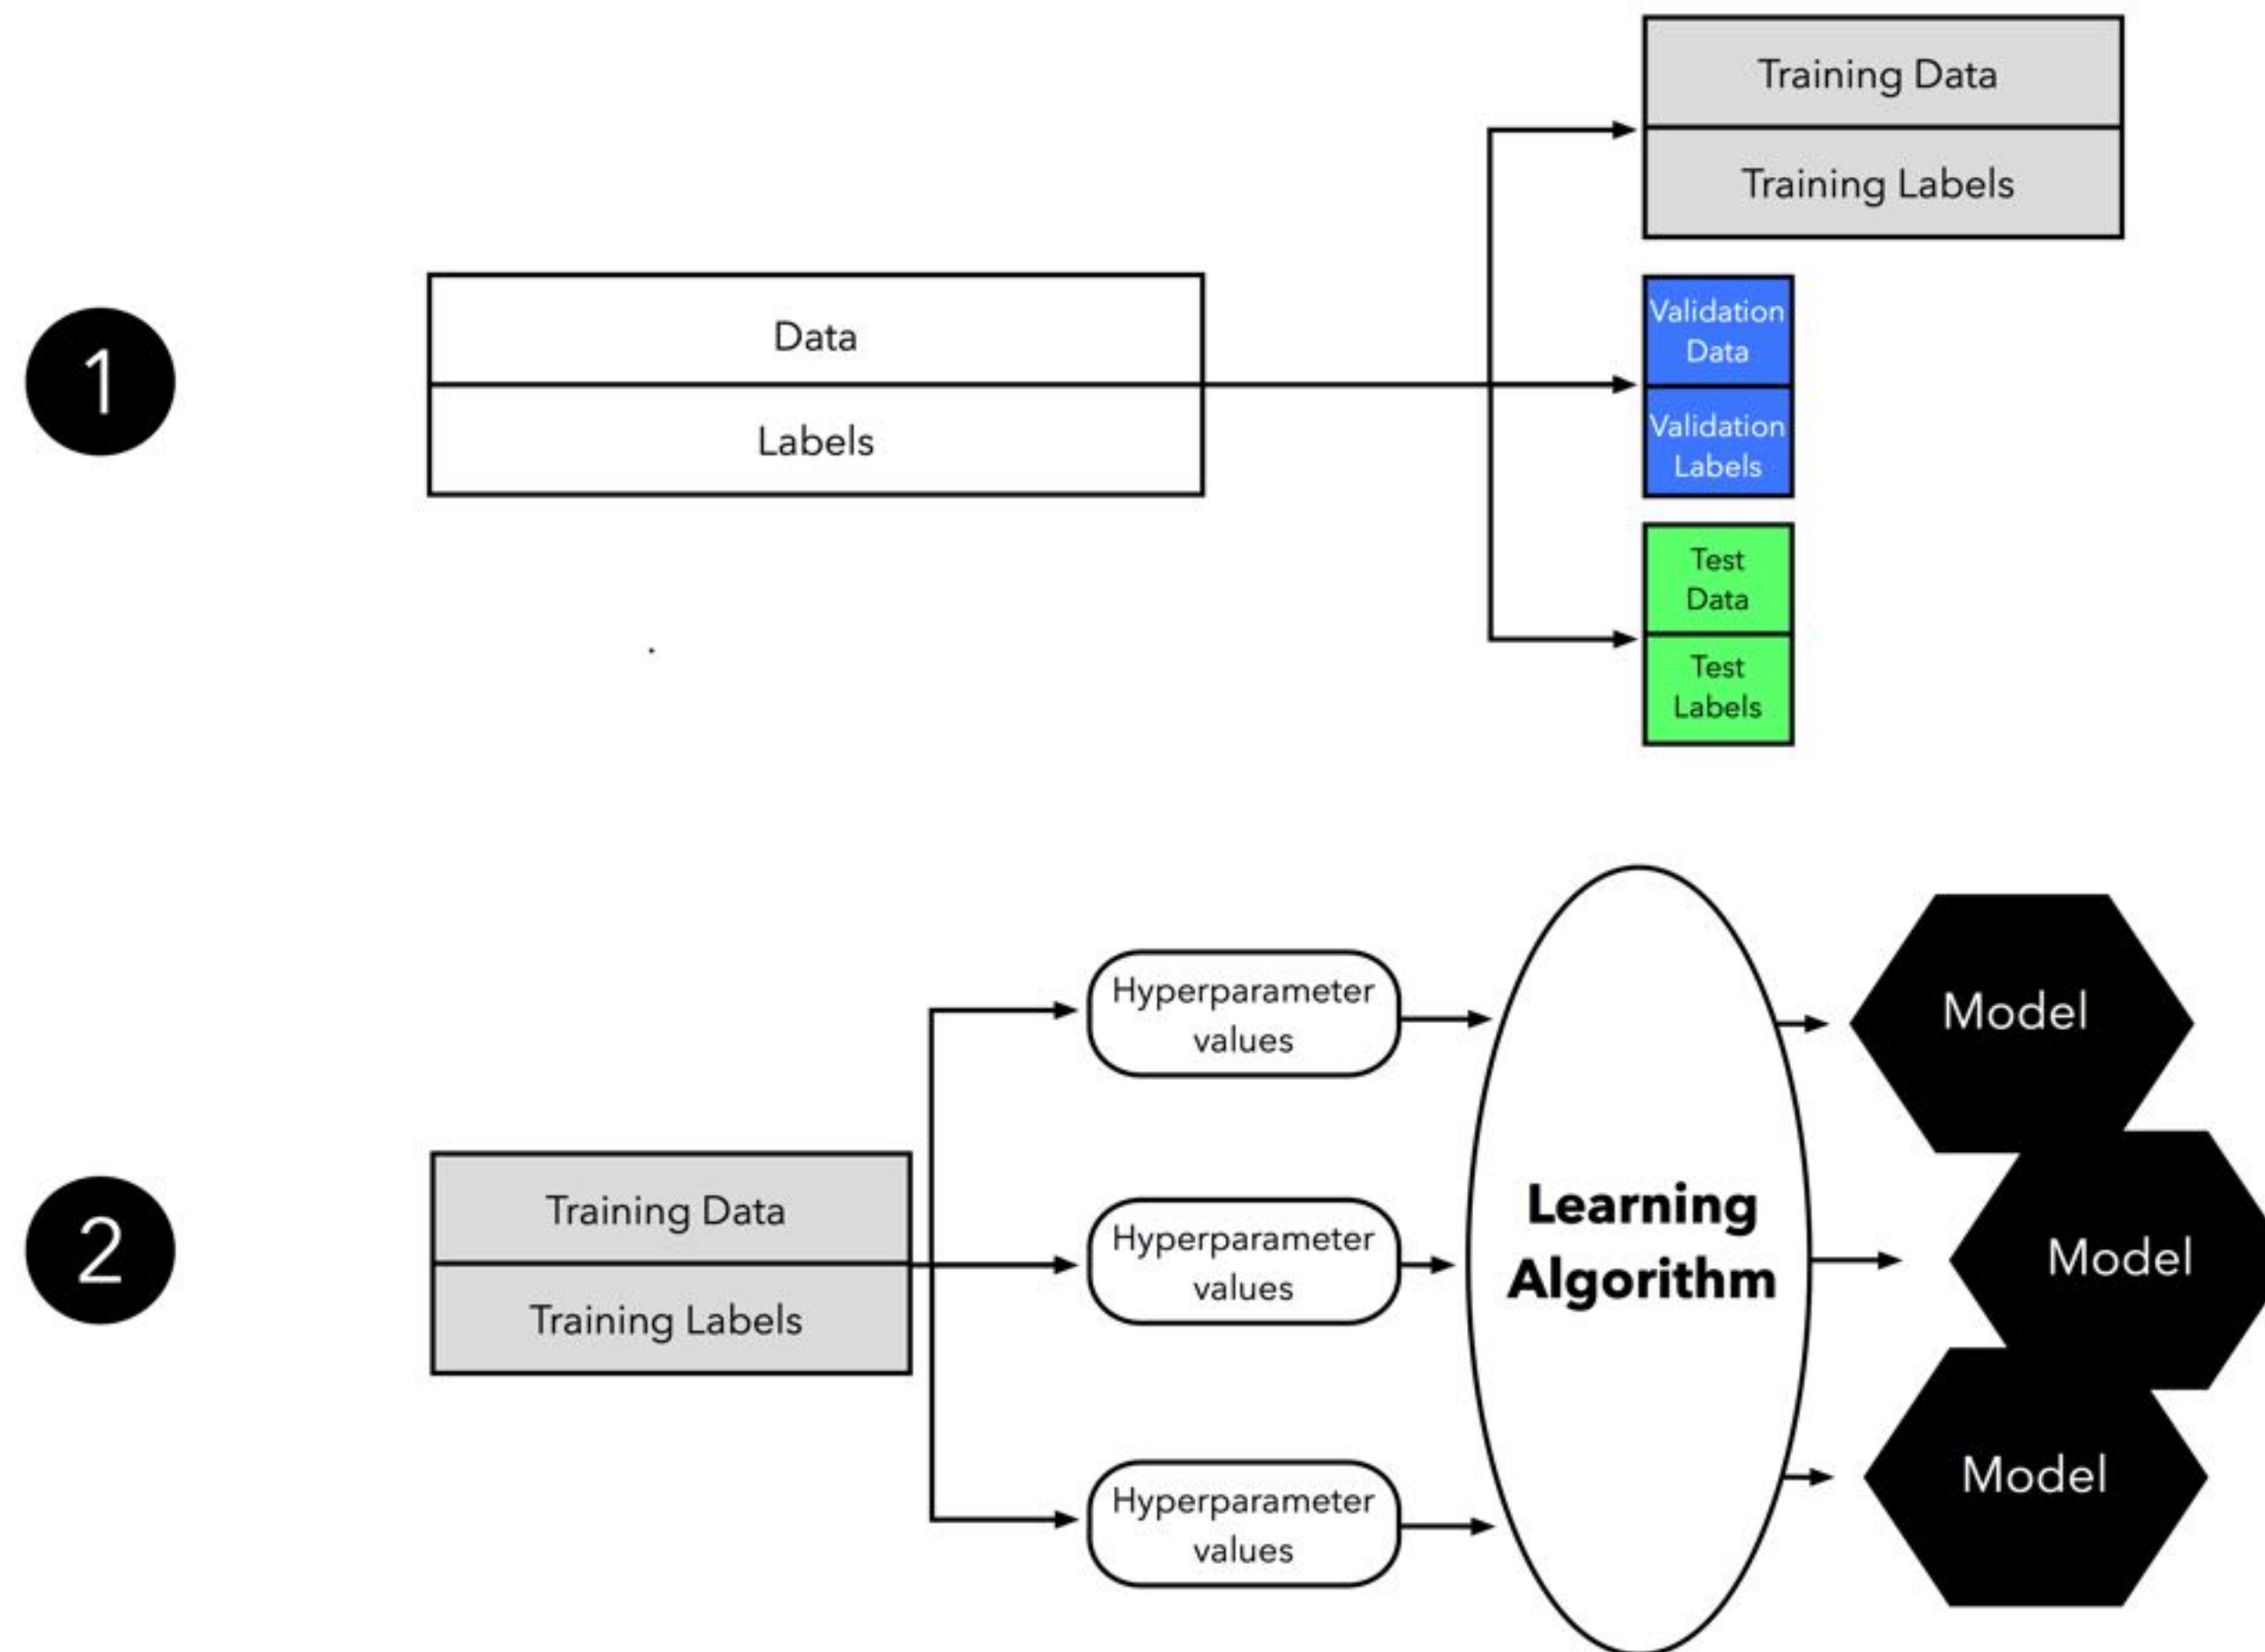 1
Data
Labels
Training Data
Training Labels
Validation
Data
Validation
Labels
Test
Data
Test
Labels
2
Training Data
Training Labels
Hyperparameter
values
Hyperparameter
values
Hyperparameter
values
Learning
Algorithm
Model
Model
Model